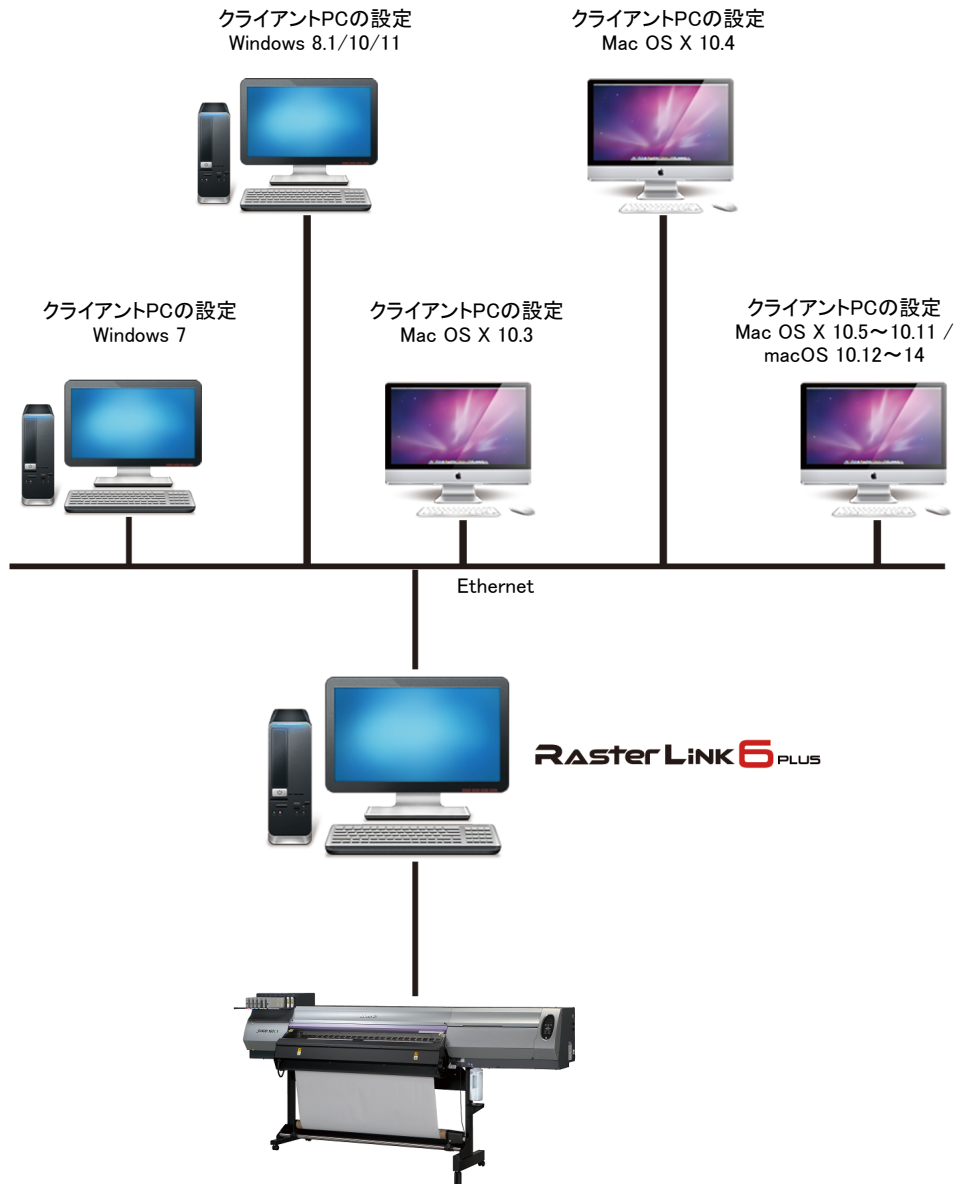 クライアントPCの設定
Windows 8.1/10/11
クライアントPCの設定
Mac OS X 10.4
クライアントPCの設定
Windows 7
クライアントPCの設定
Mac OS X 10.3
クライアントPCの設定
Mac OS X 10.5～10.11 /
macOS 10.12～14
Ethernet
RASTER LINK 6 PLUS